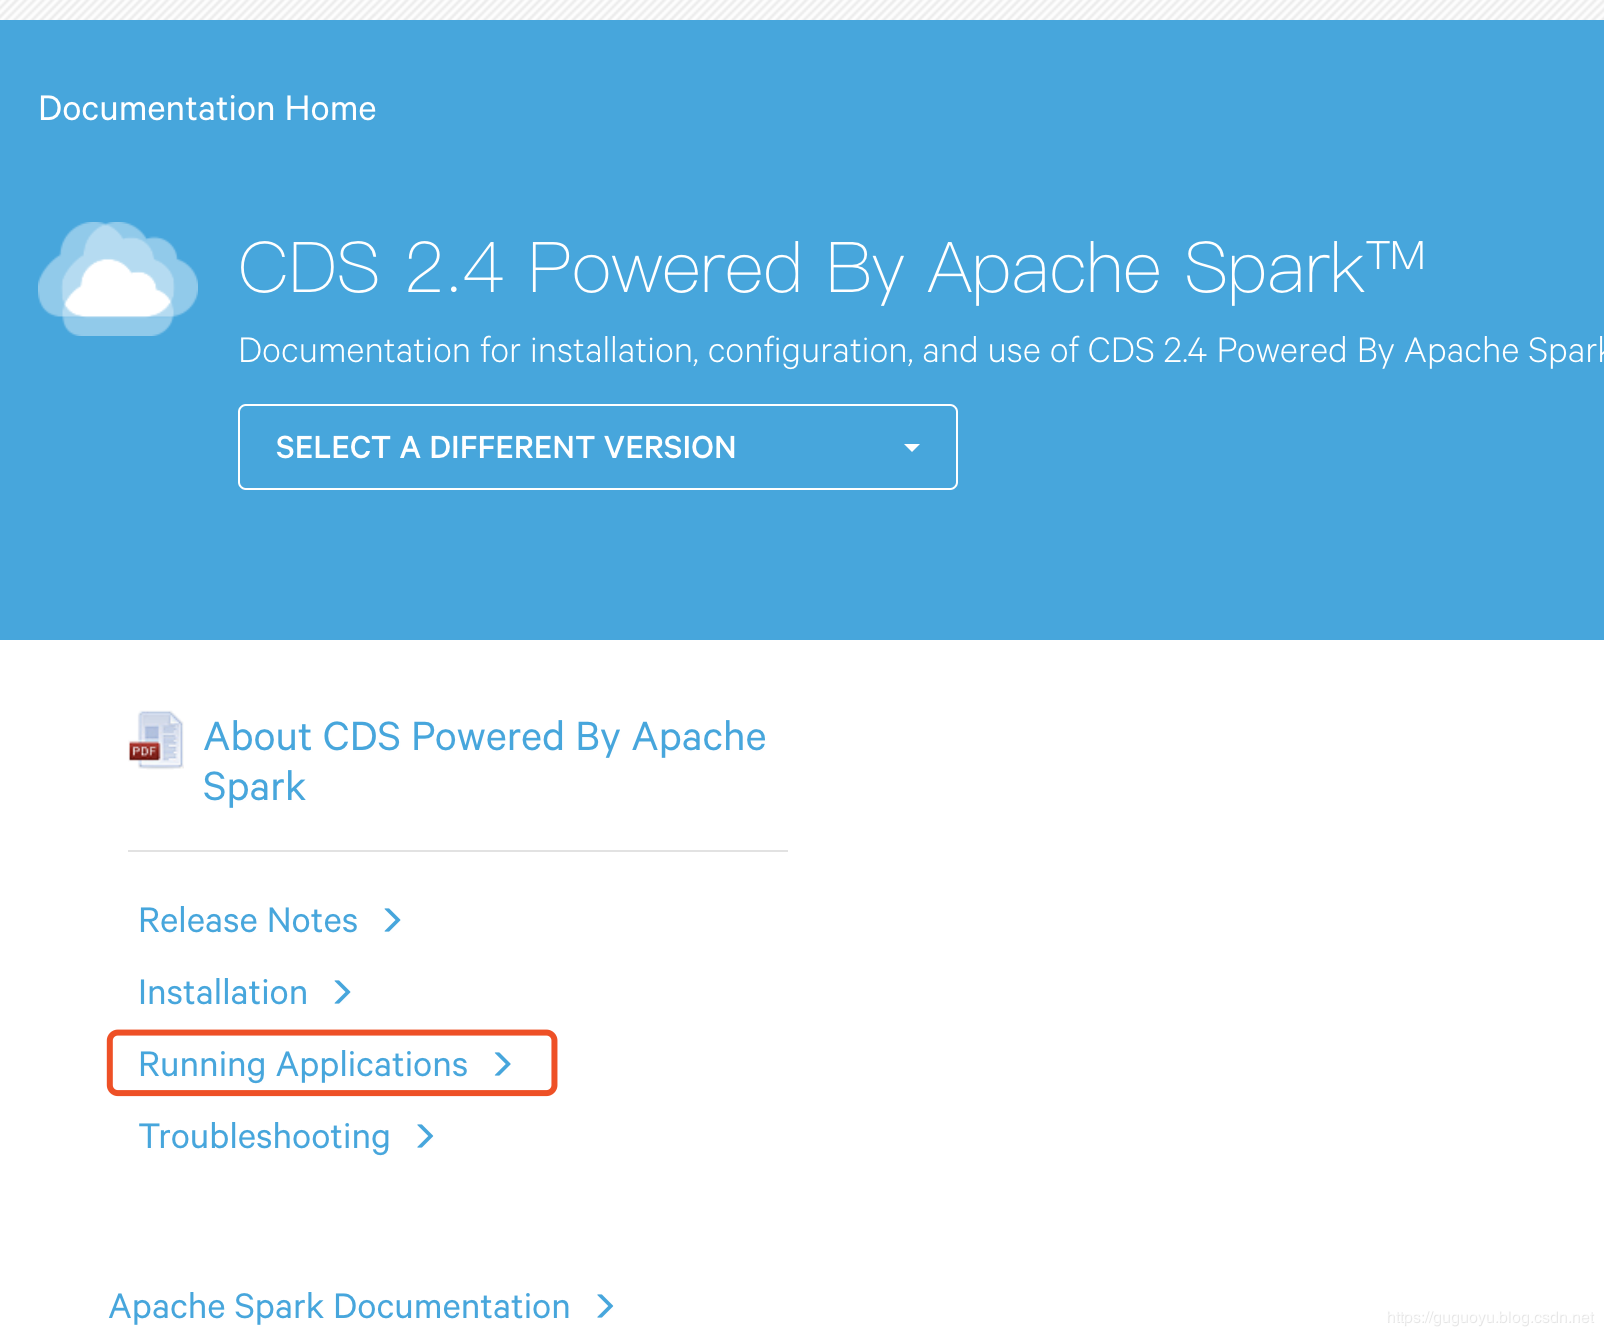 Documentation Home
CDS 2.4 Powered By Apache Spark™
Documentation for installation, configuration, and use of CDS 2.4 Powered By Apache Spark
SELECT A DIFFERENT VERSION
PDF
About CDS Powered By Apache
Spark
Release Notes
Installation
Running Applications
Troubleshooting
Apache Spark Documentation
https://guguoyu.blog.csdn.net